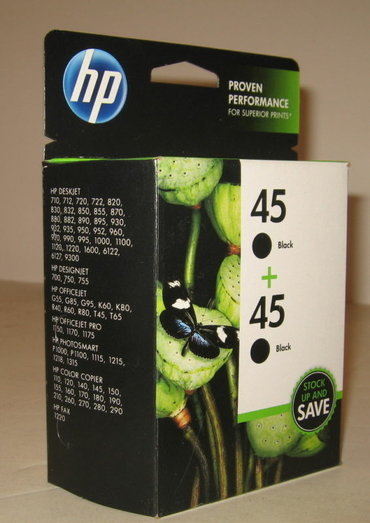 hp
PROVEN
PERFORMANCE
FOR SUPERIOR PRINTS*
HP DESKJET
710, 712, 720, 722, 820,
830, 832, 850, 855, 870,
880, 882, 890, 895, 930,
932, 935, 950, 952, 960,
970, 990, 995, 1000, 1100,
1120, 1220, 1600, 6122,
6127, 9300
HP DESIGNJET
700, 750, 755
HP OFFICEJET
G55, G85, G95, K60, K80,
R40, R60, R80, T45, T65
HP OFFICEJET PRO
1150, 1170, 1175
HP PHOTOSMART
P1000, P1100, 1115, 1215,
1218, 1315
HP COLOR COPIER
110, 120, 140, 145, 150,
155, 160, 170, 180, 190,
210, 260, 270, 280, 290
HP FAX
1220
45
Black
+
45
Black
STOCK
UP AND
SAVE